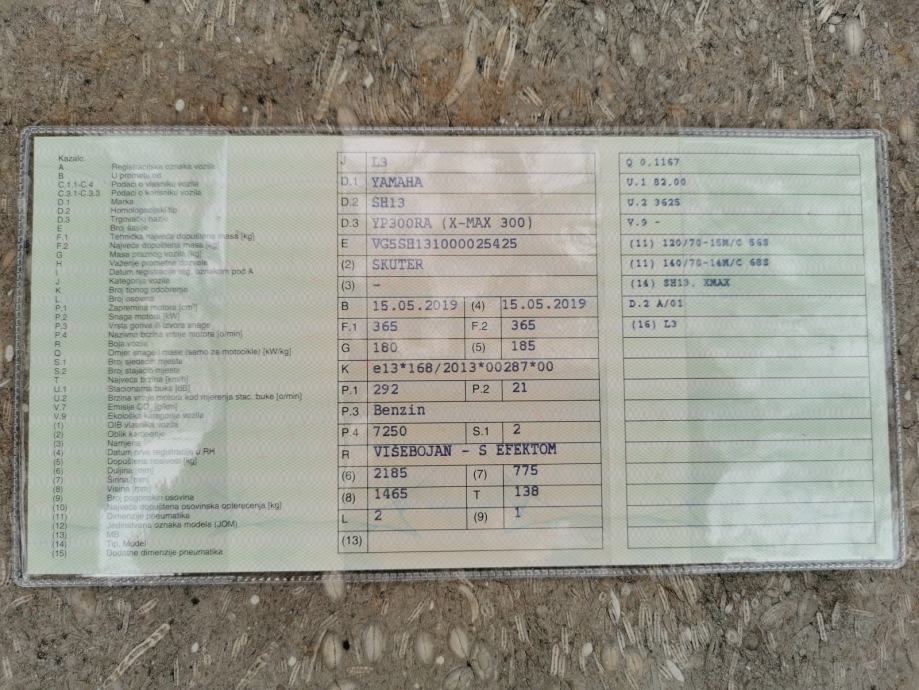 Kazalo:
A Registracijska oznaka vozila
B U prometu od
C.1.1-C.4 Podaci o vlasniku vozila
C.3.1-C.3.3 Podaci o korisniku vozila
D.1 Marka
D.2 Homologacijski tip
D.3 Trgovački naziv
E Broj šasije
F.1 Tehnička najveća dopuštena masa [kg]
F.2 Najveća dopuštena masa [kg]
G Masa praznog vozila [kg]
H Važenje prometne dozvole
I Datum registracije reg. oznakom pod A
J Kategorija vozila
K Broj tipnog odobrenja
L Broj osovina
P.1 Zapremina motora [cm³]
P.2 Snaga motora [kW]
P.3 Vrsta goriva ili izvora snage
P.4 Nazivna brzina vrtnje motora [o/min]
R Boja vozila
Q Omjer snage i mase (samo za motocikle) [kW/kg]
S.1 Broj sjedećih mjesta
S.2 Broj stajaćih mjesta
T Najveća brzina [km/h]
U.1 Stacionarna buka [dB]
U.2 Brzina vrtnje motora kod mjerenja stac. buke [o/min]
V.7 Emisija CO₂ [g/km]
V.9 Ekološka kategorija vozila
(1) OIB vlasnika vozila
(2) Oblik karoserije
(3) Namjena
(4) Datum prve registracije u RH
(5) Dopuštena nosivost [kg]
(6) Duljina [mm]
(7) Širina [mm]
(8) Visina [mm]
(9) Broj pogonskih osovina
(10) Najveća dopuštena osovinska opterećenja [kg]
(11) Dimenzije pneumatika
(12) Jedinstvena oznaka modela (JOM)
(13) MB
(14) Tip, Model
(15) Dodatne dimenzije pneumatika
J L3
D.1 YAMAHA
D.2 SH13
D.3 YP300RA (X-MAX 300)
E VG5SH131000025425
(2) SKUTER
(3) -
B 15.05.2019 (4) 15.05.2019
F.1 365 F.2 365
G 180 (5) 185
K e13*168/2013*00287*00
P.1 292 P.2 21
P.3 Benzin
P 4 7250 S.1 2
R VIŠEBOJAN - S EFEKTOM
(6) 2185 (7) 775
(8) 1465 T 138
L 2 (9) 1
(13)
Q 0,1167
U.1 82,00
U.2 3625
V.9 -
(11) 120/70-15M/C 56S
(11) 140/70-14M/C 68S
(14) SH13, XMAX
D.2 A/01
(16) L3